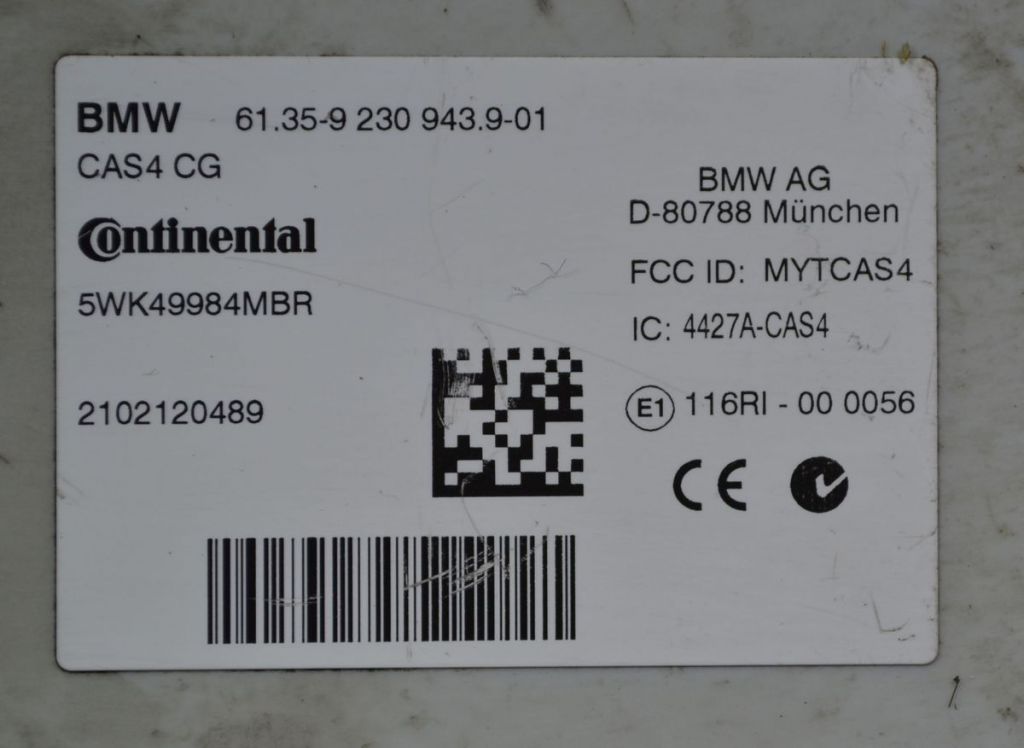 BMW 61.35-9 230 943.9-01
CAS4 CG
Continental
5WK49984MBR
2102120489
BMW AG
D-80788 München
FCC ID: MYTCAS4
IC: 4427A-CAS4
E1 116RI - 00 0056
CE